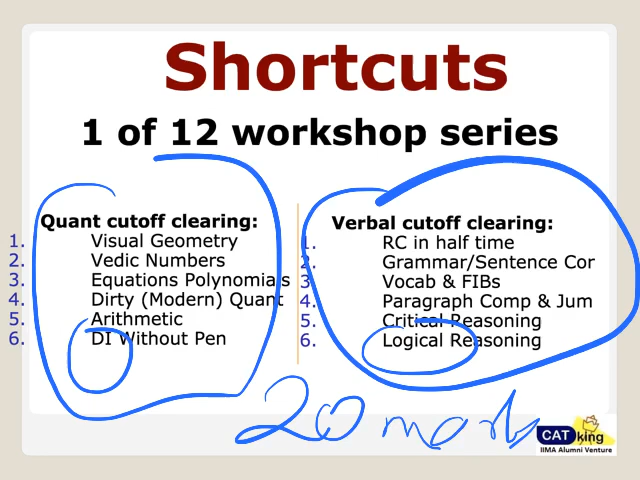 Shortcuts
1 of 12 workshop series
Quant cutoff clearing:
1. Visual Geometry
2. Vedic Numbers
3. Equations Polynomials
4. Dirty (Modern) Quant
5. Arithmetic
6. DI Without Pen
Verbal cutoff clearing:
1. RC in half time
2. Grammar/Sentence Cor
3. Vocab & FIBs
4. Paragraph Comp & Jum
5. Critical Reasoning
6. Logical Reasoning
20 marks
CATking
IIMA Alumni Venture